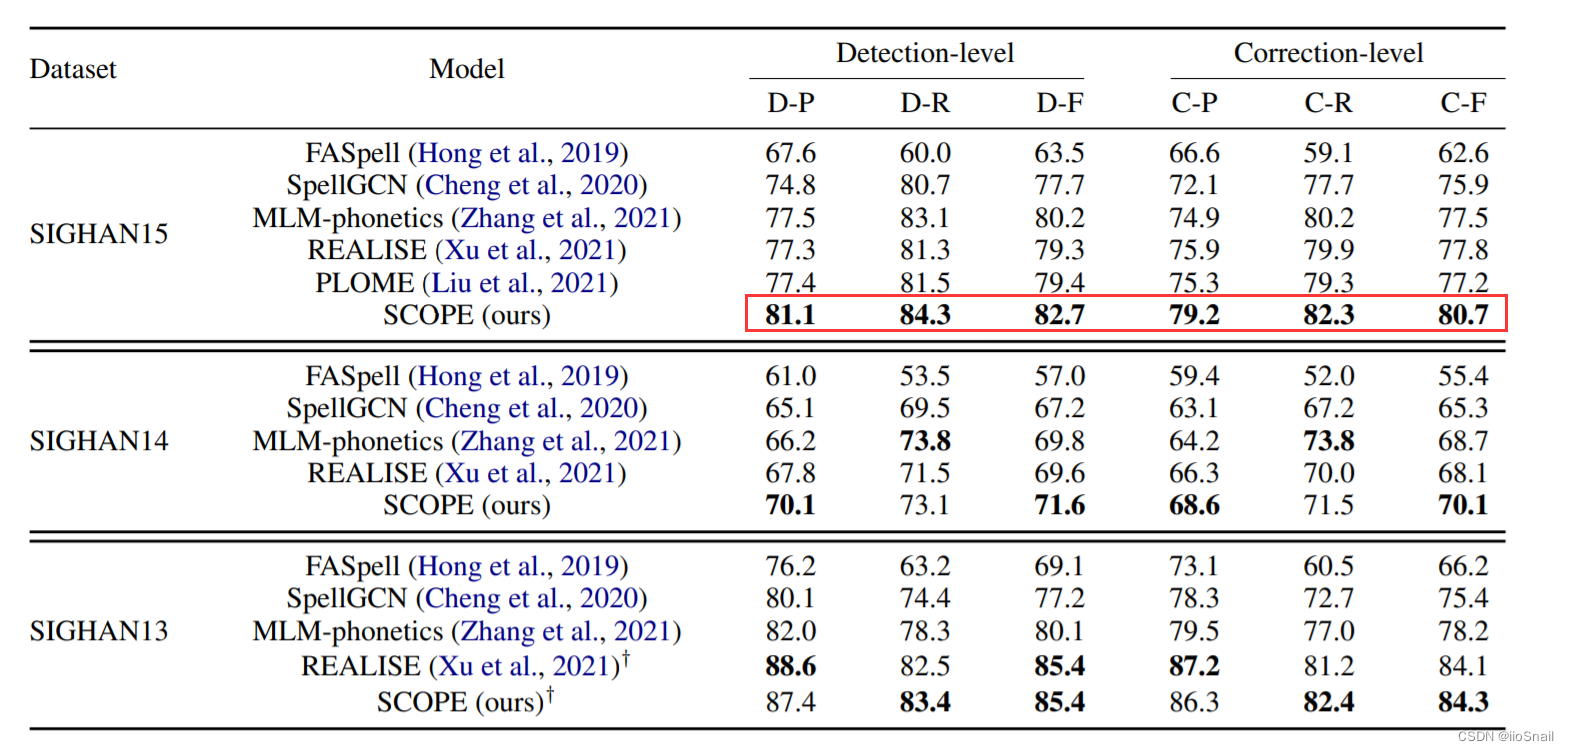 Dataset Model Detection-level Correction-level
D-P D-R D-F C-P C-R C-F
SIGHAN15
FASpell (Hong et al., 2019) 67.6 60.0 63.5 66.6 59.1 62.6
SpellGCN (Cheng et al., 2020) 74.8 80.7 77.7 72.1 77.7 75.9
MLM-phonetics (Zhang et al., 2021) 77.5 83.1 80.2 74.9 80.2 77.5
REALISE (Xu et al., 2021) 77.3 81.3 79.3 75.9 79.9 77.8
PLOME (Liu et al., 2021) 77.4 81.5 79.4 75.3 79.3 77.2
SCOPE (ours) 81.1 84.3 82.7 79.2 82.3 80.7
SIGHAN14
FASpell (Hong et al., 2019) 61.0 53.5 57.0 59.4 52.0 55.4
SpellGCN (Cheng et al., 2020) 65.1 69.5 67.2 63.1 67.2 65.3
MLM-phonetics (Zhang et al., 2021) 66.2 73.8 69.8 64.2 73.8 68.7
REALISE (Xu et al., 2021) 67.8 71.5 69.6 66.3 70.0 68.1
SCOPE (ours) 70.1 73.1 71.6 68.6 71.5 70.1
SIGHAN13
FASpell (Hong et al., 2019) 76.2 63.2 69.1 73.1 60.5 66.2
SpellGCN (Cheng et al., 2020) 80.1 74.4 77.2 78.3 72.7 75.4
MLM-phonetics (Zhang et al., 2021) 82.0 78.3 80.1 79.5 77.0 78.2
REALISE (Xu et al., 2021)† 88.6 82.5 85.4 87.2 81.2 84.1
SCOPE (ours)† 87.4 83.4 85.4 86.3 82.4 84.3
CSDN @iioSnail